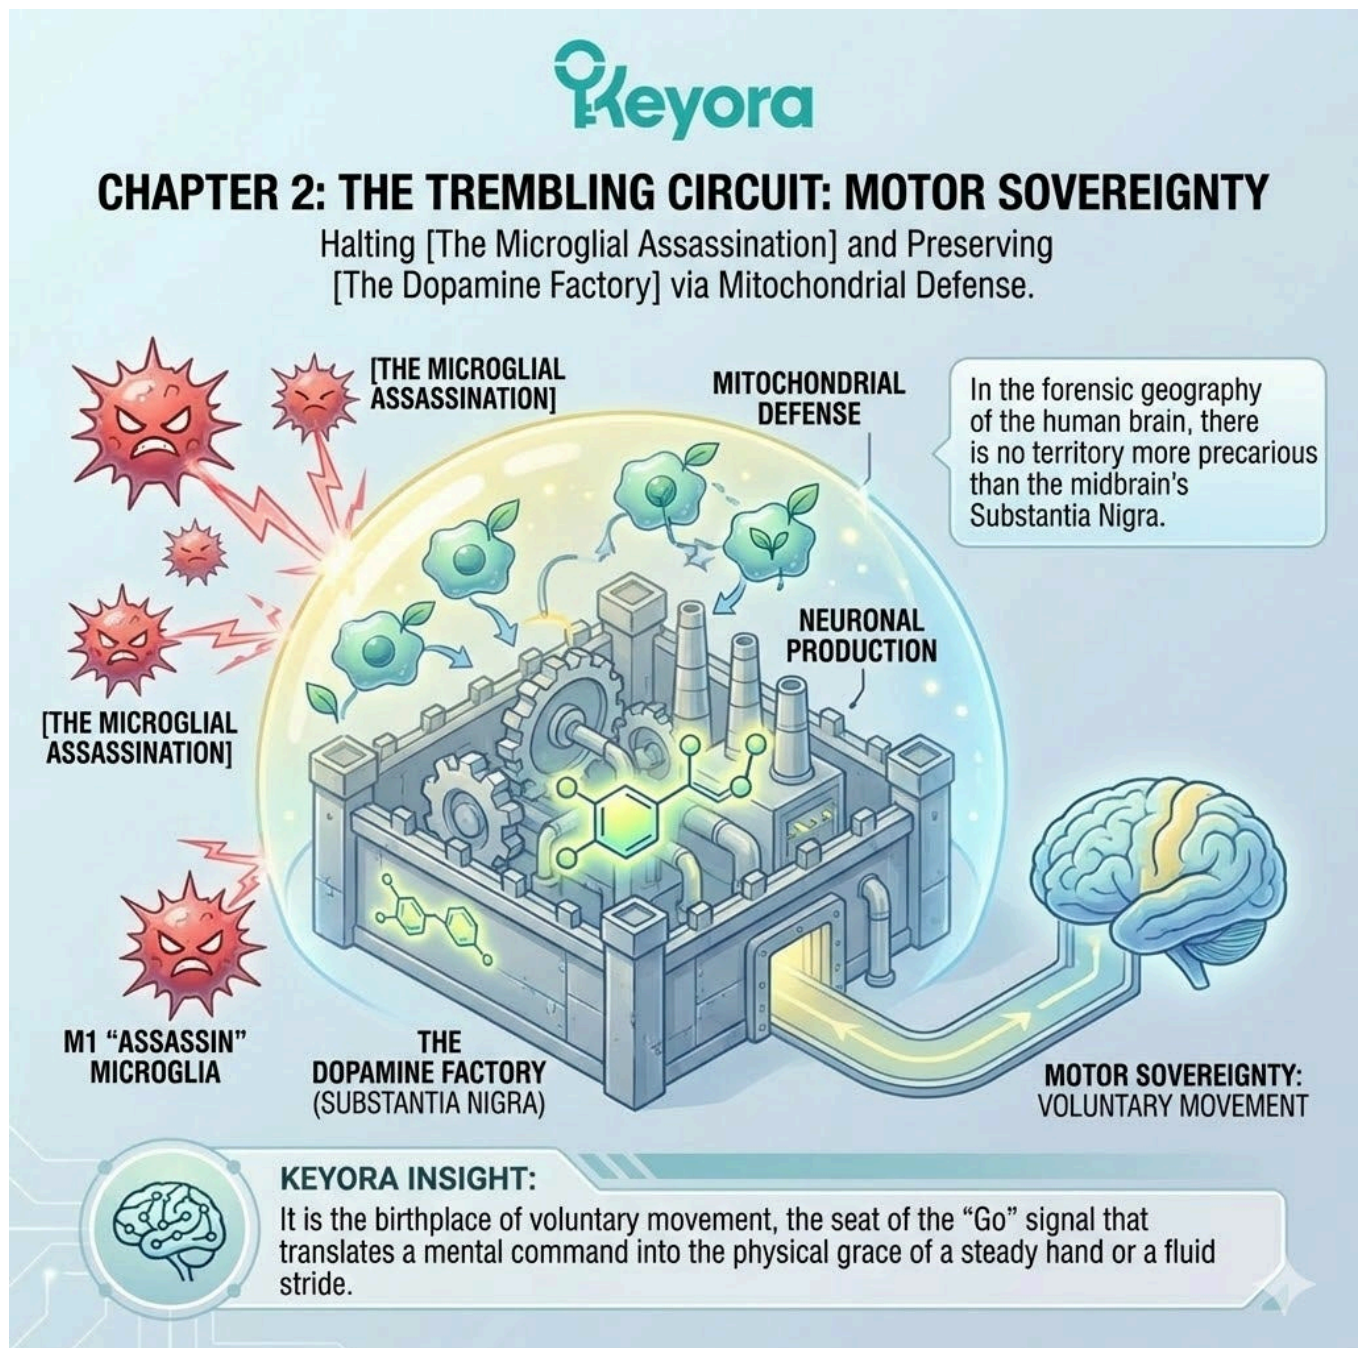 Keyora
CHAPTER 2: THE TREMBLING CIRCUIT: MOTOR SOVEREIGNTY
Halting [The Microglial Assassination] and Preserving
[The Dopamine Factory] via Mitochondrial Defense.
[THE MICROGLIAL
ASSASSINATION]
MITOCHONDRIAL
DEFENSE
In the forensic geography
of the human brain, there
is no territory more precarious
than the midbrain's
Substantia Nigra.
NEURONAL
PRODUCTION
[THE MICROGLIAL
ASSASSINATION]
M1 “ASSASSIN”
MICROGLIA
THE
DOPAMINE FACTORY
(SUBSTANTIA NIGRA)
MOTOR SOVEREIGNTY:
VOLUNTARY MOVEMENT
KEYORA INSIGHT:
It is the birthplace of voluntary movement, the seat of the “Go” signal that
translates a mental command into the physical grace of a steady hand or a fluid
stride.